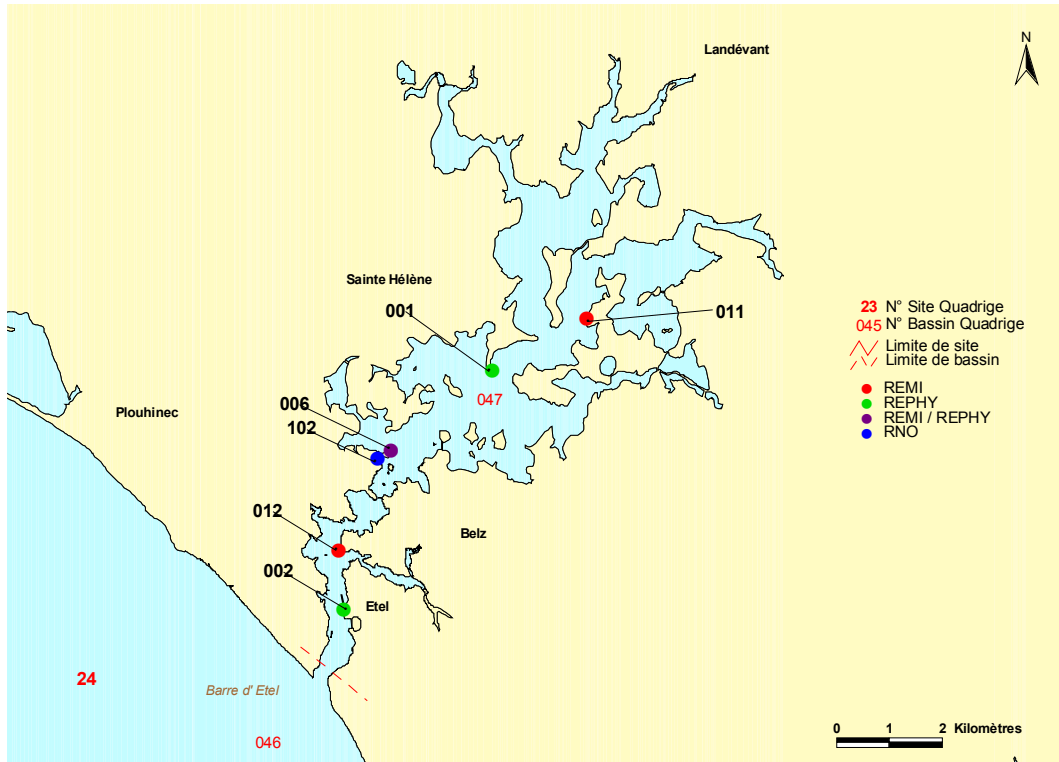 Landévant
N
Sainte Hélène
001
011
23 N° Site Quadrige
045 N° Bassin Quadrige
Limite de site
Limite de bassin
REMI
REPHY
REMI / REPHY
RNO
047
Plouhinec
006
102
012
Belz
002
Etel
24
Barre d' Etel
046
0 1 2 Kilomètres